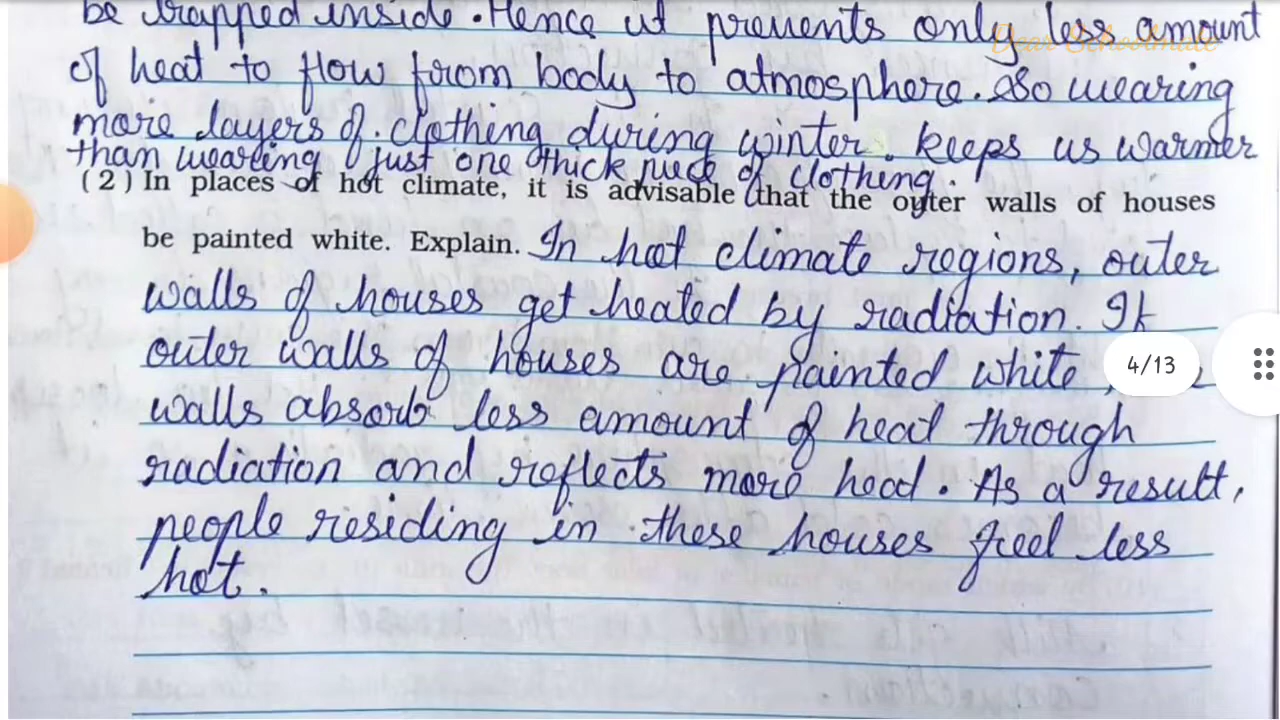 be trapped inside. Hence it prevents only less amount
Dear Schoolmate
of heat to flow from body to atmosphere. So wearing
more layers of clothing during winter. keeps us warmer
than wearing just one thick piece of clothing.
(2) In places of hot climate, it is advisable that the outer walls of houses
be painted white. Explain. In hot climate regions, outer
walls of houses get heated by radiation. If
outer walls of houses are painted white
4/13
walls absorb less amount of heat through
radiation and reflects more heat. As a result,
people residing in these houses feel less
hot.